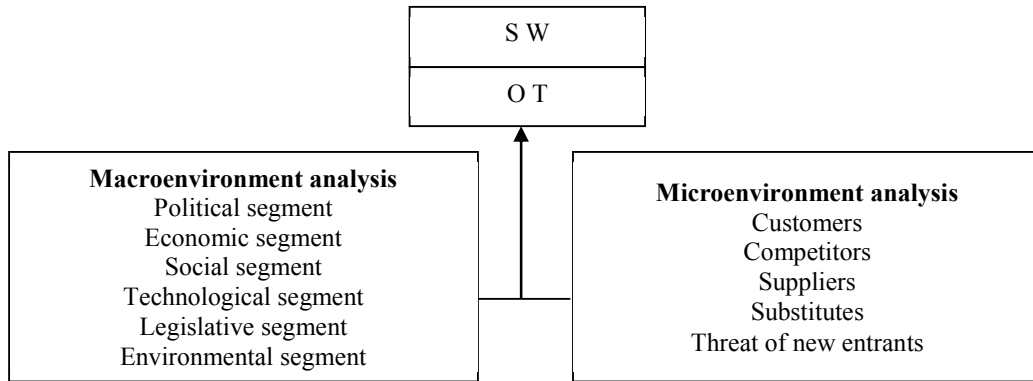 S W
O T
Macroenvironment analysis
Political segment
Economic segment
Social segment
Technological segment
Legislative segment
Environmental segment
Microenvironment analysis
Customers
Competitors
Suppliers
Substitutes
Threat of new entrants